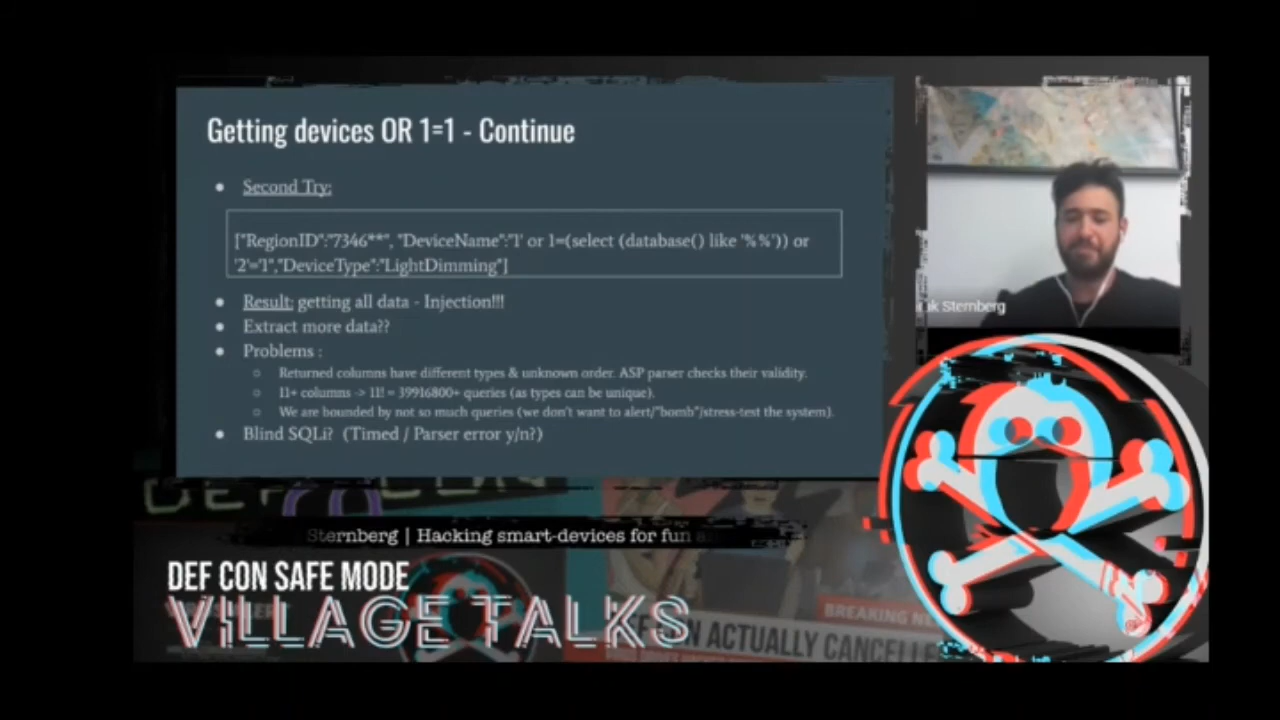 Getting devices OR 1=1 - Continue
● Second Try:
["RegionID":"7346**", "DeviceName":"1' or 1=(select (database() like '%%')) or
'2'='1","DeviceType":"LightDimming"]
● Result: getting all data - Injection!!!
● Extract more data??
● Problems :
○ Returned columns have different types & unknown order. ASP parser checks their validity.
○ 11+ columns -> 11! = 39916800+ queries (as types can be unique).
○ We are bounded by not so much queries (we don't want to alert/"bomb"/stress-test the system).
● Blind SQLi? (Timed / Parser error y/n?)
Sternberg
Sternberg | Hacking smart-devices for fun
DEF CON SAFE MODE
VILLAGE TALKS
BREAKING
ACTUALLY